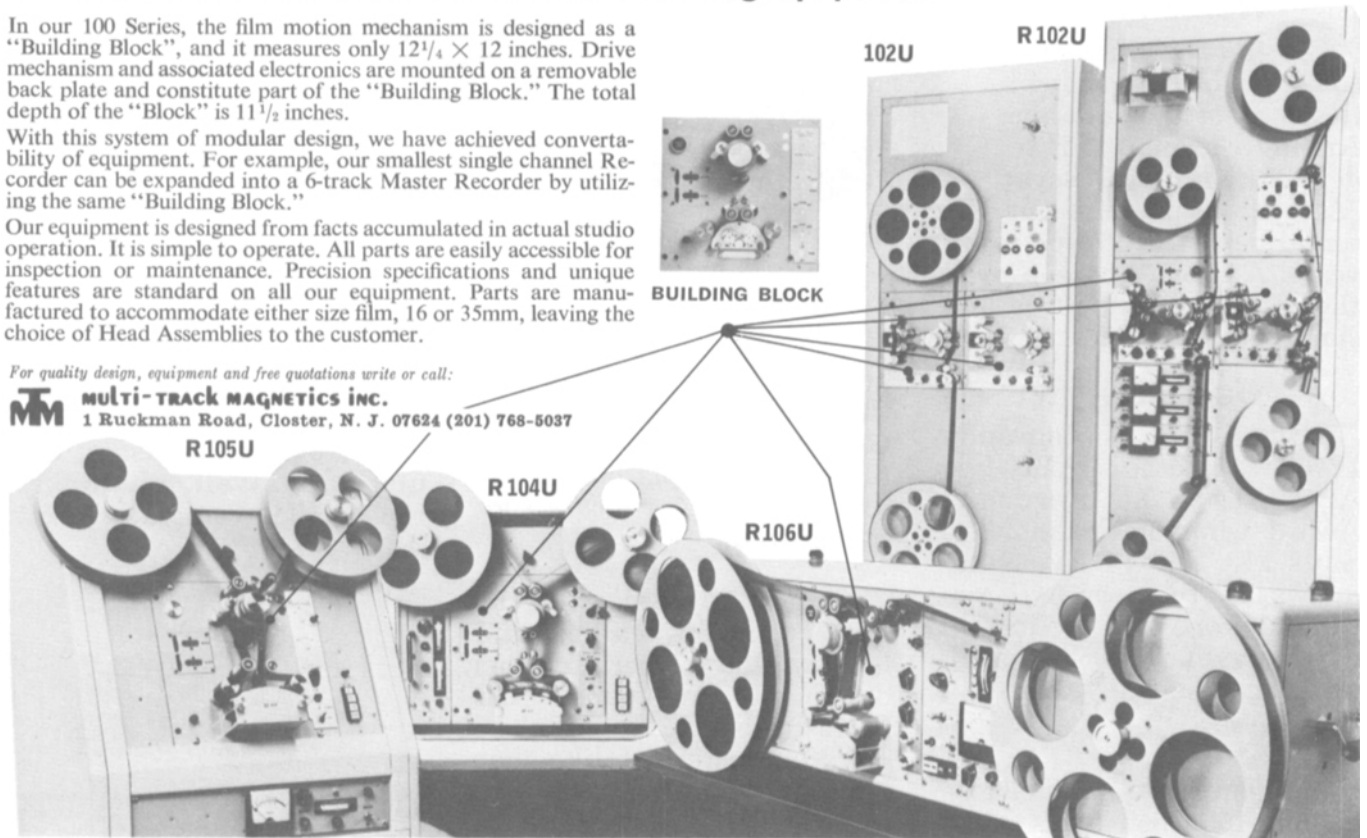 In our 100 Series, the film motion mechanism is designed as a
“Building Block”, and it measures only 12 1/4 × 12 inches. Drive
mechanism and associated electronics are mounted on a removable
back plate and constitute part of the “Building Block.” The total
depth of the “Block” is 11 1/2 inches.
With this system of modular design, we have achieved converta-
bility of equipment. For example, our smallest single channel Re-
corder can be expanded into a 6-track Master Recorder by utiliz-
ing the same “Building Block.”
Our equipment is designed from facts accumulated in actual studio
operation. It is simple to operate. All parts are easily accessible for
inspection or maintenance. Precision specifications and unique
features are standard on all our equipment. Parts are manu-
factured to accommodate either size film, 16 or 35mm, leaving the
choice of Head Assemblies to the customer.
For quality design, equipment and free quotations write or call:
MTM
MULTI-TRACK MAGNETICS INC.
1 Ruckman Road, Closter, N. J. 07624 (201) 768-5037
BUILDING BLOCK
102U
R102U
R105U
R104U
R106U